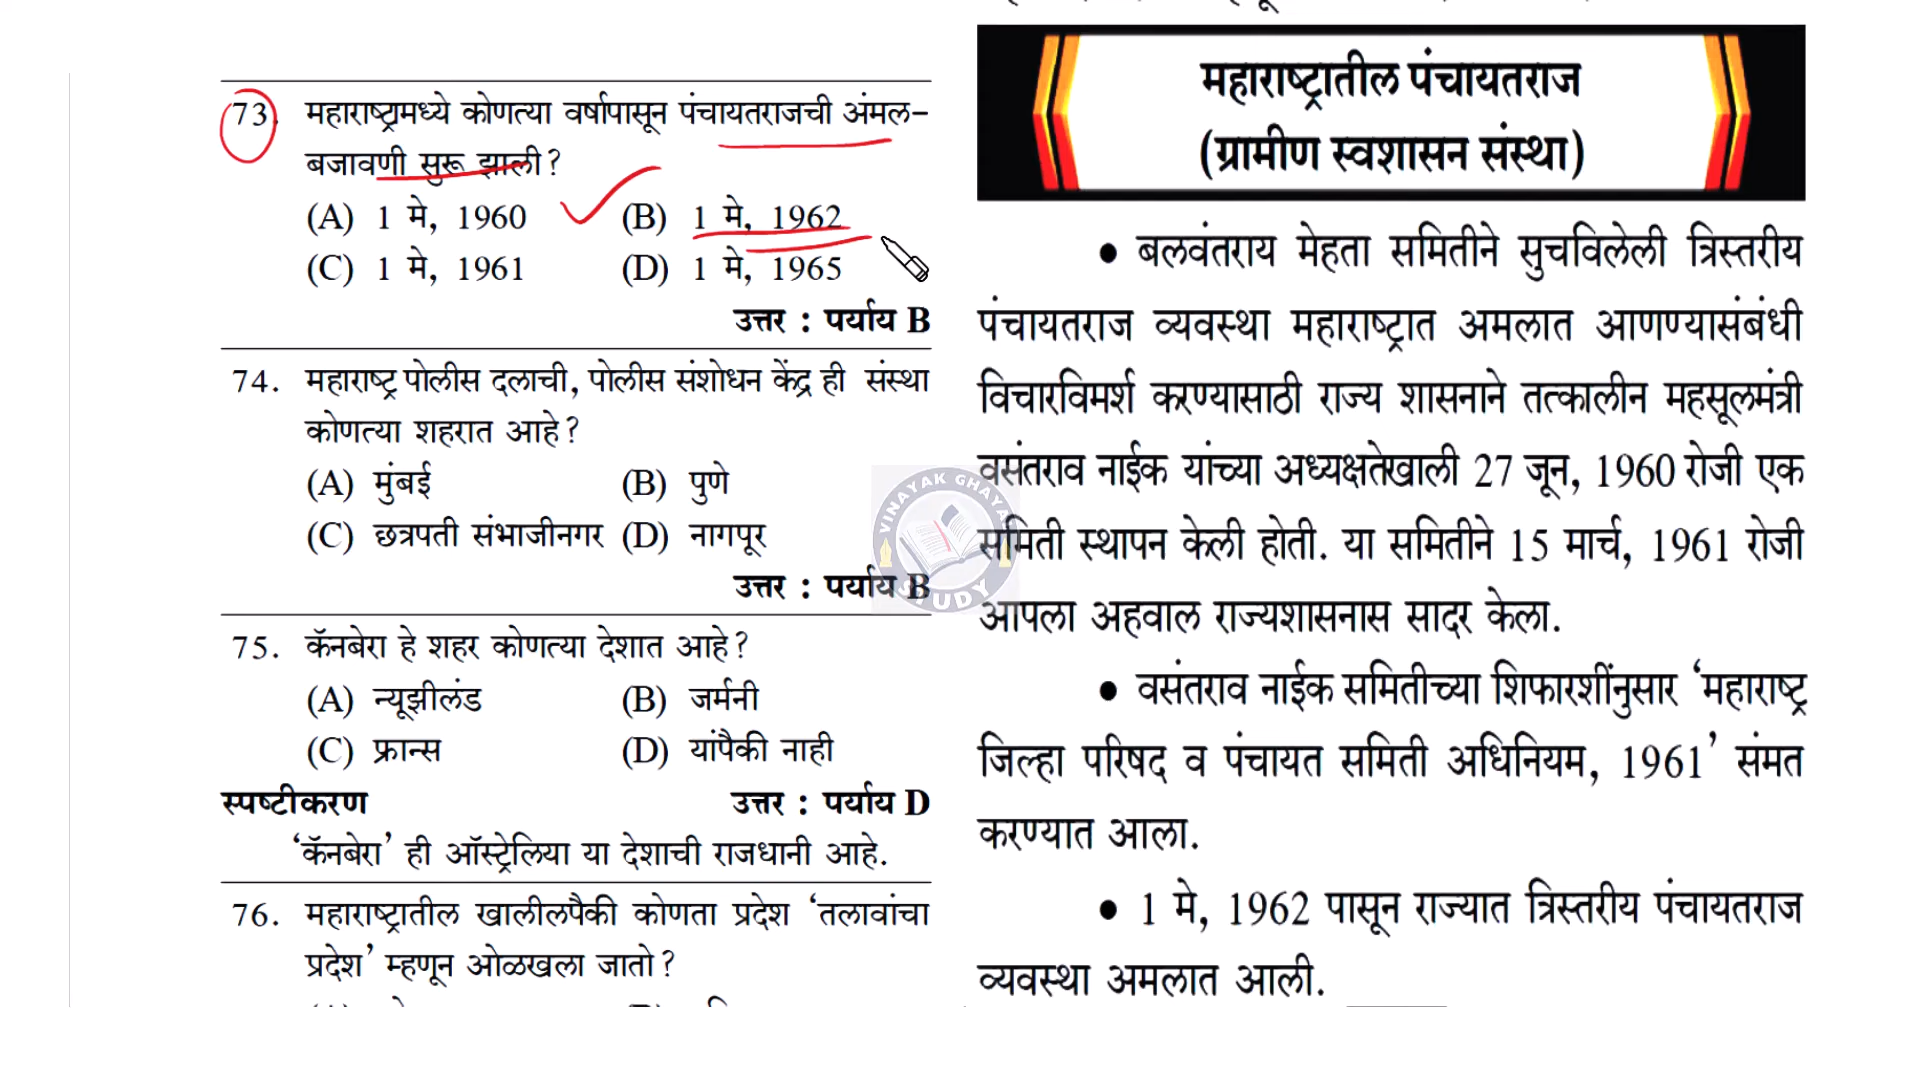 73. महाराष्ट्रामध्ये कोणत्या वर्षापासून पंचायतराजची अंमल-
बजावणी सुरू झाली?
(A) 1 मे, 1960 (B) 1 मे, 1962
(C) 1 मे, 1961 (D) 1 मे, 1965
उत्तर : पर्याय B
74. महाराष्ट्र पोलीस दलाची, पोलीस संशोधन केंद्र ही संस्था
कोणत्या शहरात आहे?
(A) मुंबई (B) पुणे
(C) छत्रपती संभाजीनगर (D) नागपूर
उत्तर : पर्याय B
75. कॅनबेरा हे शहर कोणत्या देशात आहे?
(A) न्यूझीलंड (B) जर्मनी
(C) फ्रान्स (D) यांपैकी नाही
स्पष्टीकरण उत्तर : पर्याय D
‘कॅनबेरा’ ही ऑस्ट्रेलिया या देशाची राजधानी आहे.
76. महाराष्ट्रातील खालीलपैकी कोणता प्रदेश ‘तलावांचा
प्रदेश’ म्हणून ओळखला जातो?
महाराष्ट्रातील पंचायतराज
(ग्रामीण स्वशासन संस्था)
• बलवंतराय मेहता समितीने सुचविलेली त्रिस्तरीय
पंचायतराज व्यवस्था महाराष्ट्रात अमलात आणण्यासंबंधी
विचारविमर्श करण्यासाठी राज्य शासनाने तत्कालीन महसूलमंत्री
वसंतराव नाईक यांच्या अध्यक्षतेखाली 27 जून, 1960 रोजी एक
समिती स्थापन केली होती. या समितीने 15 मार्च, 1961 रोजी
आपला अहवाल राज्यशासनास सादर केला.
• वसंतराव नाईक समितीच्या शिफारशींनुसार ‘महाराष्ट्र
जिल्हा परिषद व पंचायत समिती अधिनियम, 1961’ संमत
करण्यात आला.
• 1 मे, 1962 पासून राज्यात त्रिस्तरीय पंचायतराज
व्यवस्था अमलात आली.
VINAYAK GHAYAL
STUDY